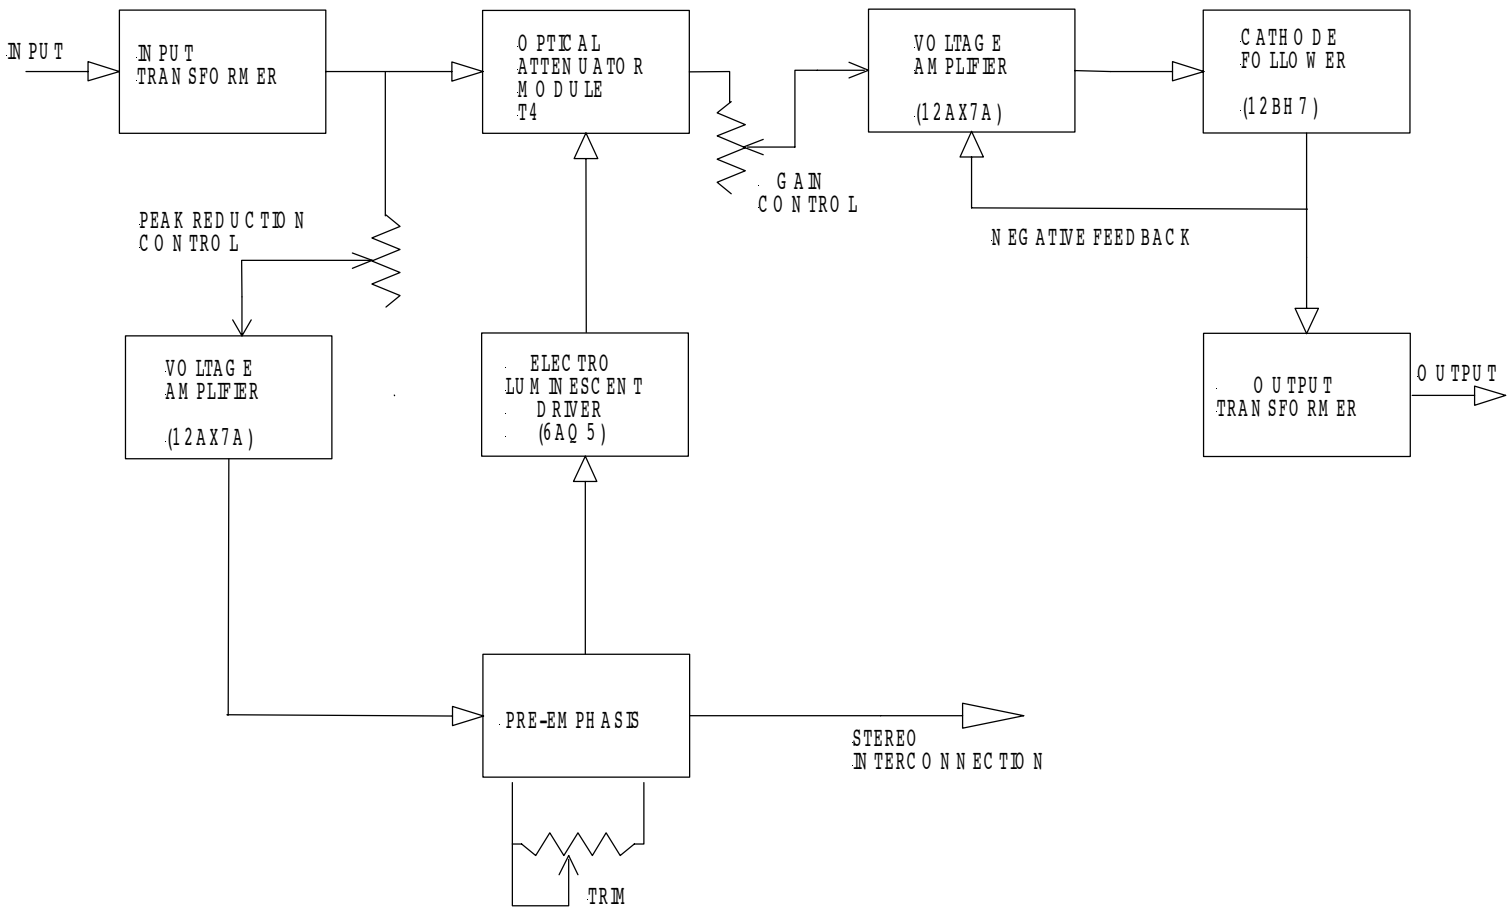 INPUT
INPUT
TRANSFORMER
OPTICAL
ATTENUATOR
MODULE
T4
VOLTAGE
AMPLIFIER
(12AX7A)
CATHODE
FOLLOWER
(12BH7)
GAIN
CONTROL
PEAK REDUCTION
CONTROL
NEGATIVE FEEDBACK
VOLTAGE
AMPLIFIER
(12AX7A)
ELECTRO
LUMINESCENT
DRIVER
(6AQ5)
OUTPUT
TRANSFORMER
OUTPUT
PRE-EMPHASIS
STEREO
INTERCONNECTION
TRIM